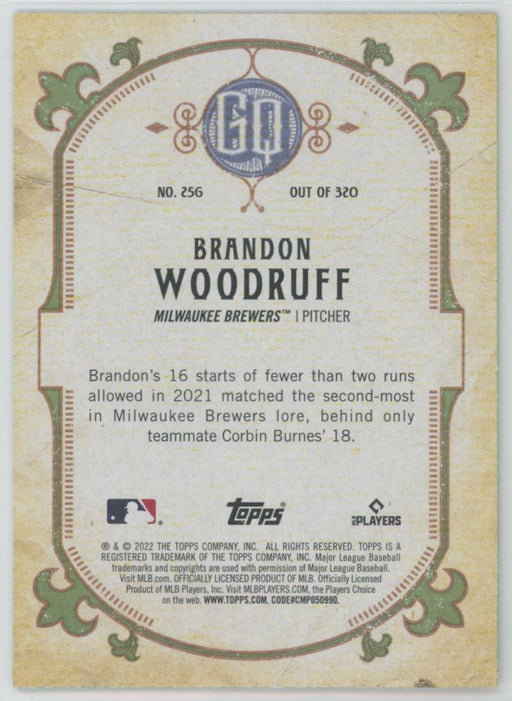 GQ
NO. 256 OUT OF 320
BRANDON
WOODRUFF
MILWAUKEE BREWERS™ | PITCHER
Brandon's 16 starts of fewer than two runs
allowed in 2021 matched the second-most
in Milwaukee Brewers lore, behind only
teammate Corbin Burnes' 18.
topps® MLB PLAYERS
® & © 2022 THE TOPPS COMPANY, INC. ALL RIGHTS RESERVED. TOPPS IS A
REGISTERED TRADEMARK OF THE TOPPS COMPANY, INC. Major League Baseball
trademarks and copyrights are used with permission of Major League Baseball.
Visit MLB.com. OFFICIALLY LICENSED PRODUCT OF MLB. Officially Licensed
Product of MLB Players, Inc. Visit MLBPLAYERS.COM, the Players Choice
on the web. WWW.TOPPS.COM. CODE#CMP050990.